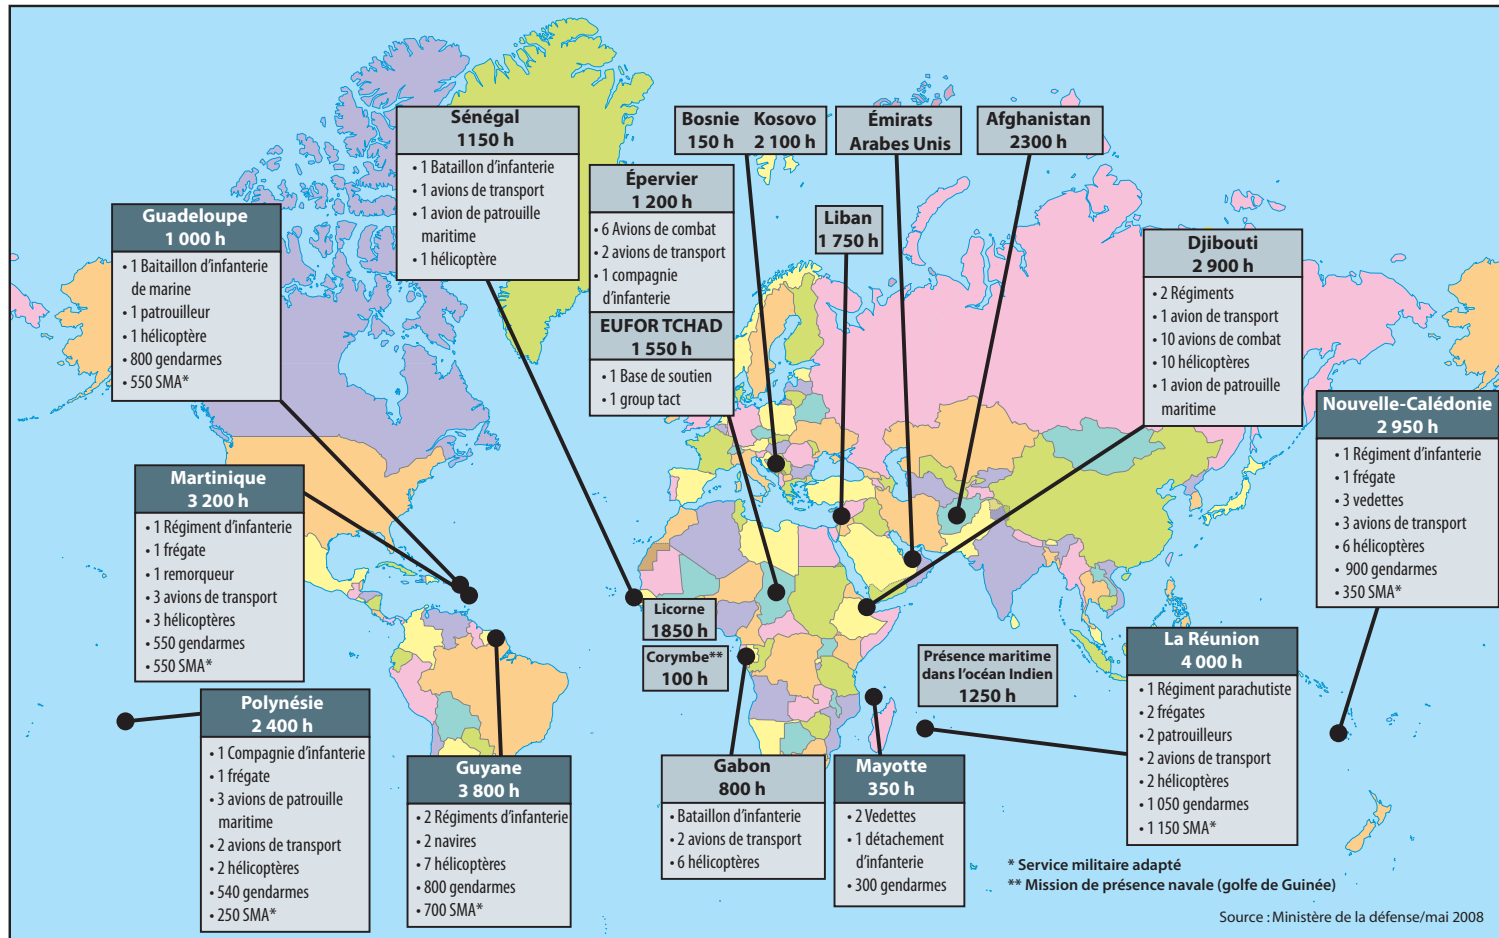 Sénégal
1150 h
• 1 Bataillon d’infanterie
• 1 avions de transport
• 1 avion de patrouille
maritime
• 1 hélicoptère
Bosnie Kosovo
150 h 2 100 h
Émirats
Arabes Unis
Afghanistan
2300 h
Épervier
1 200 h
• 6 Avions de combat
• 2 avions de transport
• 1 compagnie
d’infanterie
EUFOR TCHAD
1 550 h
• 1 Base de soutien
• 1 group tact
Liban
1 750 h
Guadeloupe
1 000 h
• 1 Baitaillon d’infanterie
de marine
• 1 patrouilleur
• 1 hélicoptère
• 800 gendarmes
• 550 SMA*
Djibouti
2 900 h
• 2 Régiments
• 1 avion de transport
• 10 avions de combat
• 10 hélicoptères
• 1 avion de patrouille
maritime
Nouvelle-Calédonie
2 950 h
• 1 Régiment d’infanterie
• 1 frégate
• 3 vedettes
• 3 avions de transport
• 6 hélicoptères
• 900 gendarmes
• 350 SMA*
Martinique
3 200 h
• 1 Régiment d’infanterie
• 1 frégate
• 1 remorqueur
• 3 avions de transport
• 3 hélicoptères
• 550 gendarmes
• 550 SMA*
Licorne
1850 h
Corymbe**
100 h
Présence maritime
dans l’océan Indien
1250 h
La Réunion
4 000 h
• 1 Régiment parachutiste
• 2 frégates
• 2 patrouilleurs
• 2 avions de transport
• 2 hélicoptères
• 1 050 gendarmes
• 1 150 SMA*
Polynésie
2 400 h
• 1 Compagnie d’infanterie
• 1 frégate
• 3 avions de patrouille
maritime
• 2 avions de transport
• 2 hélicoptères
• 540 gendarmes
• 250 SMA*
Guyane
3 800 h
• 2 Régiments d’infanterie
• 2 navires
• 7 hélicoptères
• 800 gendarmes
• 700 SMA*
Gabon
800 h
• Bataillon d’infanterie
• 2 avions de transport
• 6 hélicoptères
Mayotte
350 h
• 2 Vedettes
• 1 détachement
d’infanterie
• 300 gendarmes
* Service militaire adapté
** Mission de présence navale (golfe de Guinée)
Source : Ministère de la défense/mai 2008